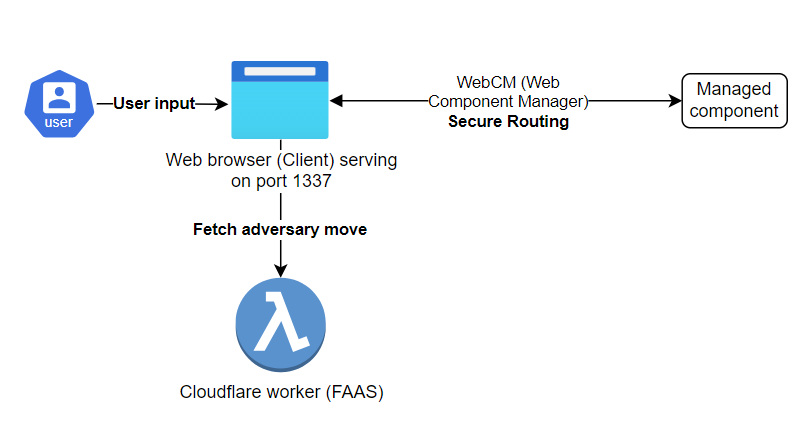 user
User input
WebCM (Web
Component Manager)
Secure Routing
Managed
component
Web browser (Client) serving
on port 1337
Fetch adversary move
λ
Cloudflare worker (FAAS)